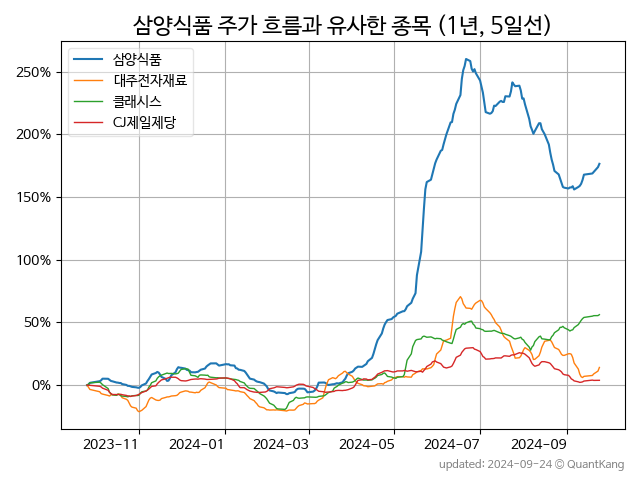 삼양식품 주가 흐름과 유사한 종목 (1년, 5일선)
삼양식품
대주전자재료
클래시스
CJ제일제당
250%
200%
150%
100%
50%
0%
2023-11
2024-01
2024-03
2024-05
2024-07
2024-09
updated: 2024-09-24 © QuantKang